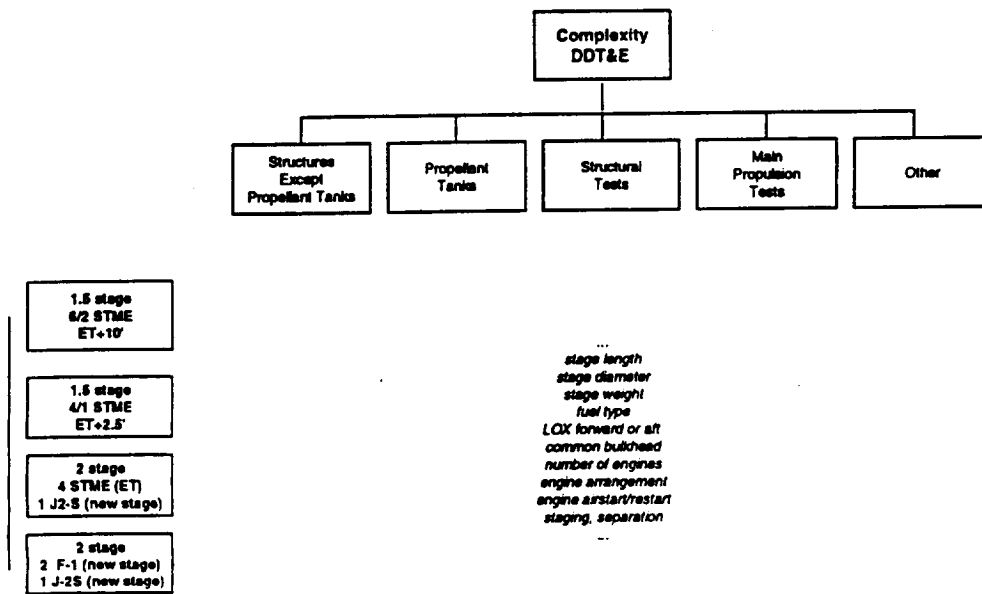 Complexity
DDT&E
Structures
Except
Propellant Tanks
Propellant
Tanks
Structural
Tests
Main
Propulsion
Tests
Other
1.5 stage
6/2 STME
ET+10'
1.5 stage
4/1 STME
ET+2.5'
2 stage
4 STME (ET)
1 J2-S (new stage)
2 stage
2 F-1 (new stage)
1 J-2S (new stage)
...
stage length
stage diameter
stage weight
fuel type
LOX forward or aft
common bulkhead
number of engines
engine arrangement
engine airstart/restart
staging, separation
...